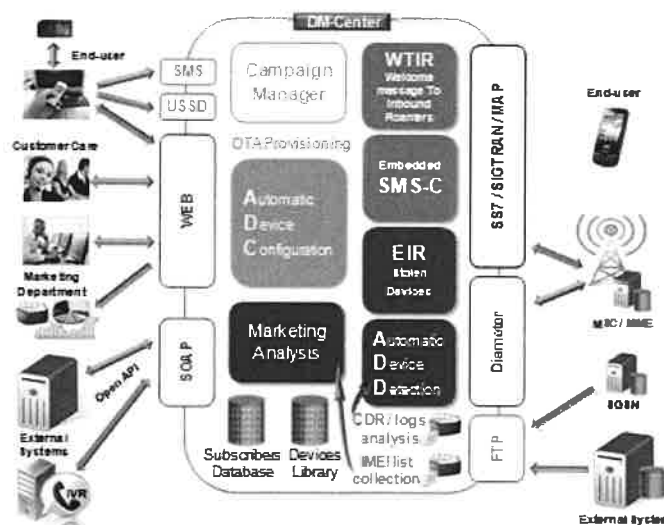 DM-Center
End-user
SMS
USSD
Campaign
Manager
WTIR
Welcome
message To
Inbound
Roamers
SS7 / SIGTRAN / MAP
End-user
Customer Care
WEB
OTA Provisioning
Automatic
Device
Configuration
Embedded
SMS-C
EIR
Stolen
Devices
Marketing
Department
MSC / MME
SOAP
Open API
Marketing
Analysis
Automatic
Device
Detection
Diameter
SGSN
External
Systems
IVR
Subscribers
Database
Devices
Library
CDR / logs
analysis
IMEI list
collection
FTP
External System